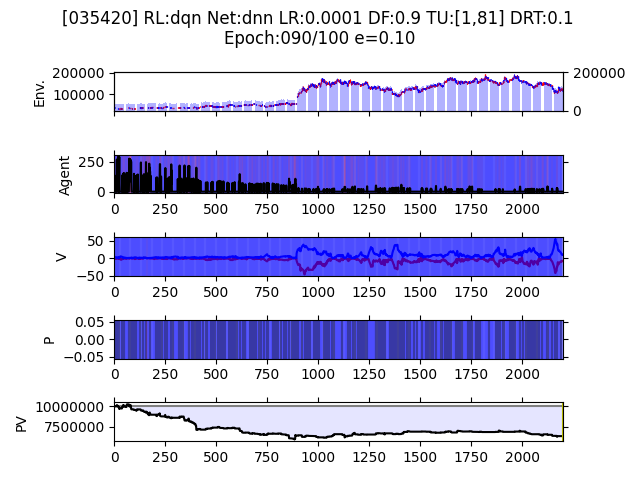 [035420] RL:dqn Net:dnn LR:0.0001 DF:0.9 TU:[1,81] DRT:0.1
Epoch:090/100 e=0.10
200000 200000
Env.
100000
0
Agent
250
0
0 250 500 750 1000 1250 1500 1750 2000
V
50
0
−50
0 250 500 750 1000 1250 1500 1750 2000
P
0.05
0.00
−0.05
0 250 500 750 1000 1250 1500 1750 2000
PV
10000000
7500000
0 250 500 750 1000 1250 1500 1750 2000